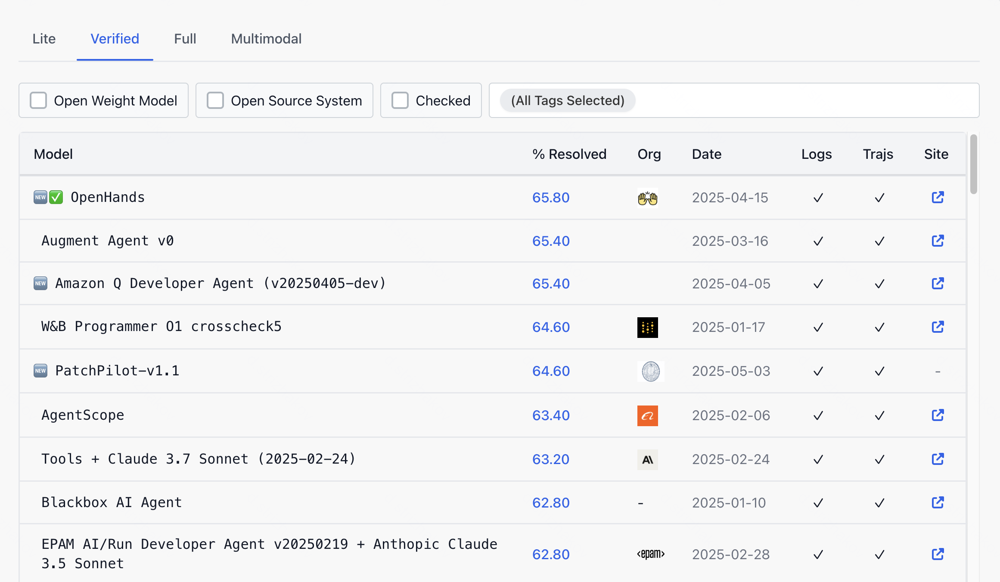 Lite Verified Full Multimodal
Open Weight Model Open Source System Checked (All Tags Selected)
Model % Resolved Org Date Logs Trajs Site
🆕✅ OpenHands 65.80 2025-04-15 ✓ ✓
Augment Agent v0 65.40 2025-03-16 ✓ ✓
🆕 Amazon Q Developer Agent (v20250405-dev) 65.40 2025-04-05 ✓ ✓
W&B Programmer O1 crosscheck5 64.60 2025-01-17 ✓ ✓
🆕 PatchPilot-v1.1 64.60 2025-05-03 ✓ ✓ -
AgentScope 63.40 2025-02-06 ✓ ✓
Tools + Claude 3.7 Sonnet (2025-02-24) 63.20 A\ 2025-02-24 ✓ ✓
Blackbox AI Agent 62.80 - 2025-01-10 ✓ ✓
EPAM AI/Run Developer Agent v20250219 + Anthopic Claude
3.5 Sonnet 62.80 <epam> 2025-02-28 ✓ ✓